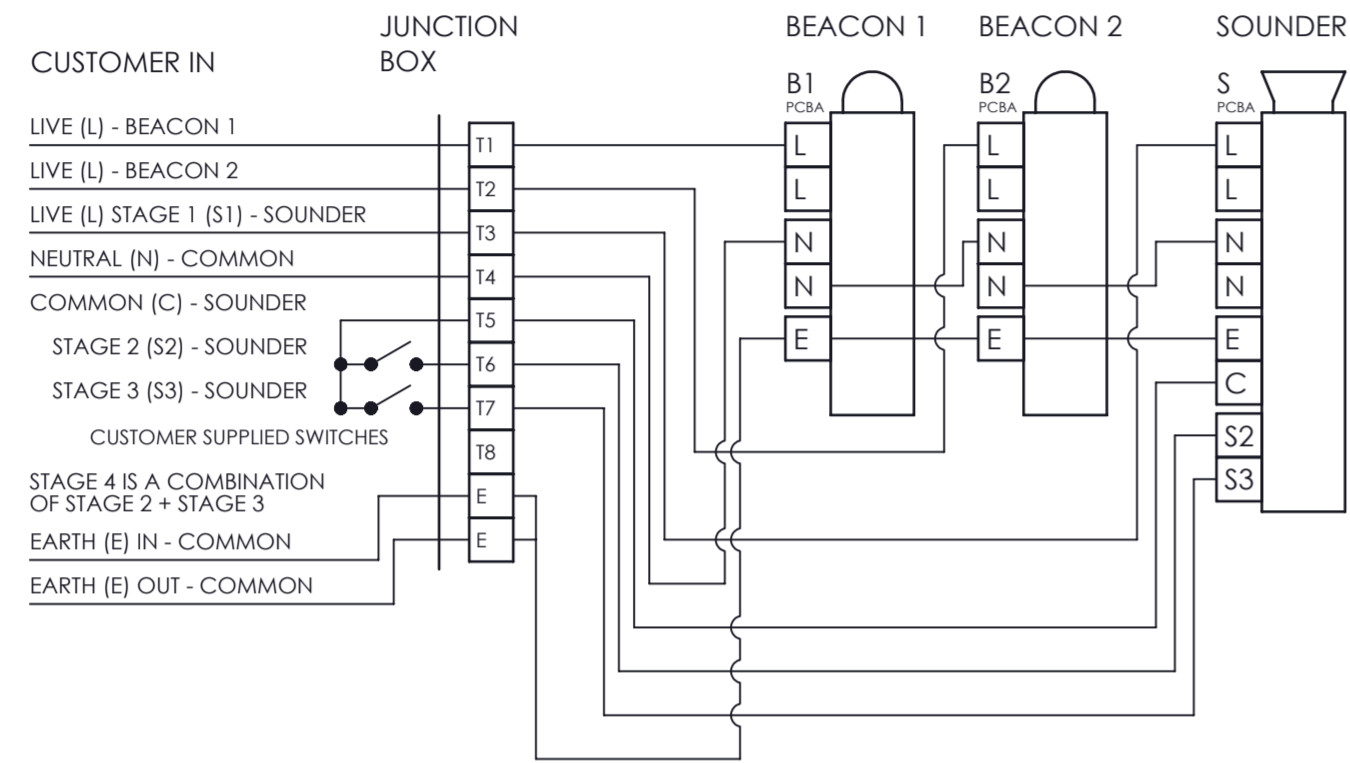 JUNCTION
BOX
BEACON 1
BEACON 2
SOUNDER
CUSTOMER IN
B1
PCBA
B2
PCBA
S
PCBA
LIVE (L) - BEACON 1
LIVE (L) - BEACON 2
LIVE (L) STAGE 1 (S1) - SOUNDER
NEUTRAL (N) - COMMON
COMMON (C) - SOUNDER
STAGE 2 (S2) - SOUNDER
STAGE 3 (S3) - SOUNDER
CUSTOMER SUPPLIED SWITCHES
STAGE 4 IS A COMBINATION
OF STAGE 2 + STAGE 3
EARTH (E) IN - COMMON
EARTH (E) OUT - COMMON
T1
T2
T3
T4
T5
T6
T7
T8
E
E
L
L
N
N
E
L
L
N
N
E
L
L
N
N
E
C
S2
S3